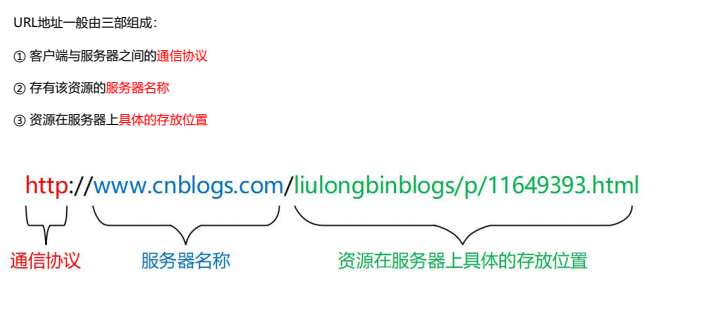 URL地址一般由三部组成：
① 客户端与服务器之间的通信协议
② 存有该资源的服务器名称
③ 资源在服务器上具体的存放位置
http://www.cnblogs.com/liulongbinblogs/p/11649393.html
通信协议 服务器名称 资源在服务器上具体的存放位置